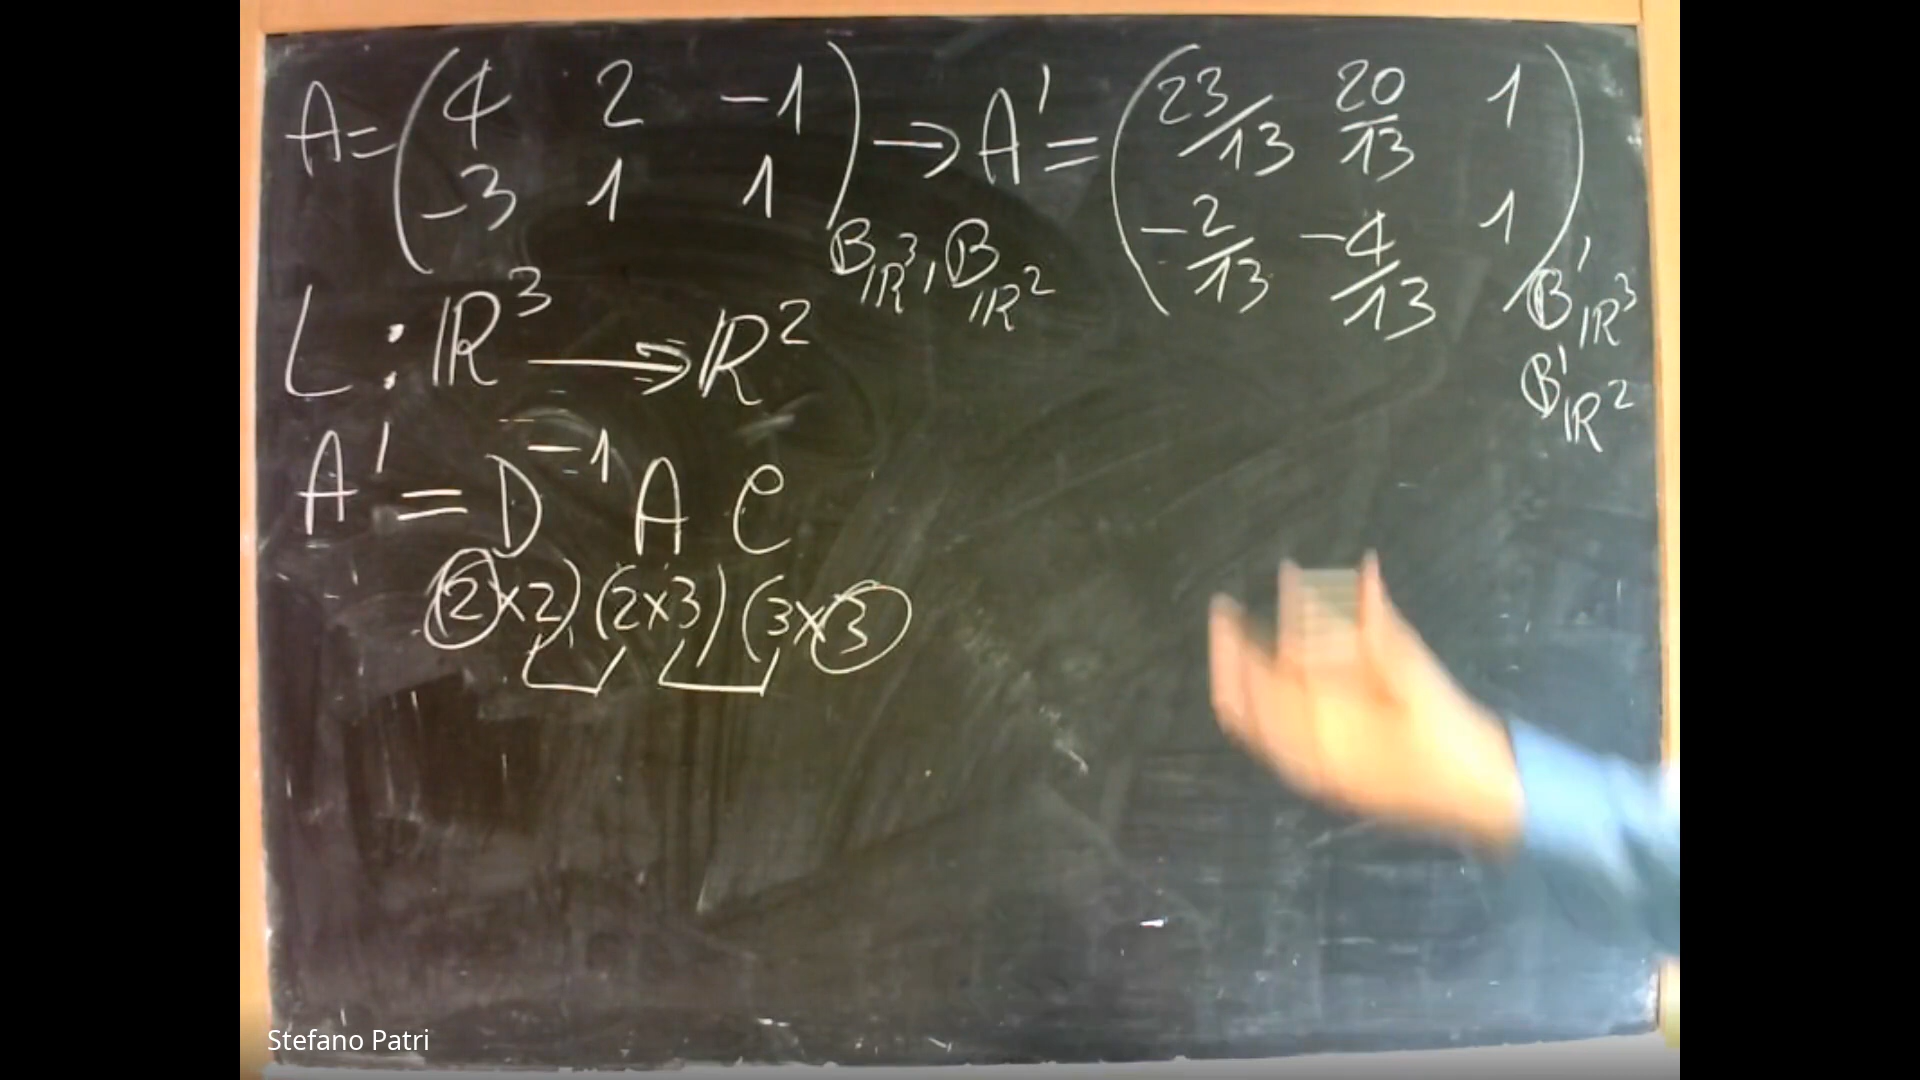 A = ( 4 2 -1 ) → A' = ( 23/13 20/13 1 )
( -3 1 1 ) B_ℝ³, B_ℝ² ( -2/13 -4/13 1 ) B'_ℝ³
B'_ℝ²
L : ℝ³ → ℝ²
A' = D⁻¹ A C
(2×2) (2×3) (3×3)
Stefano Patri